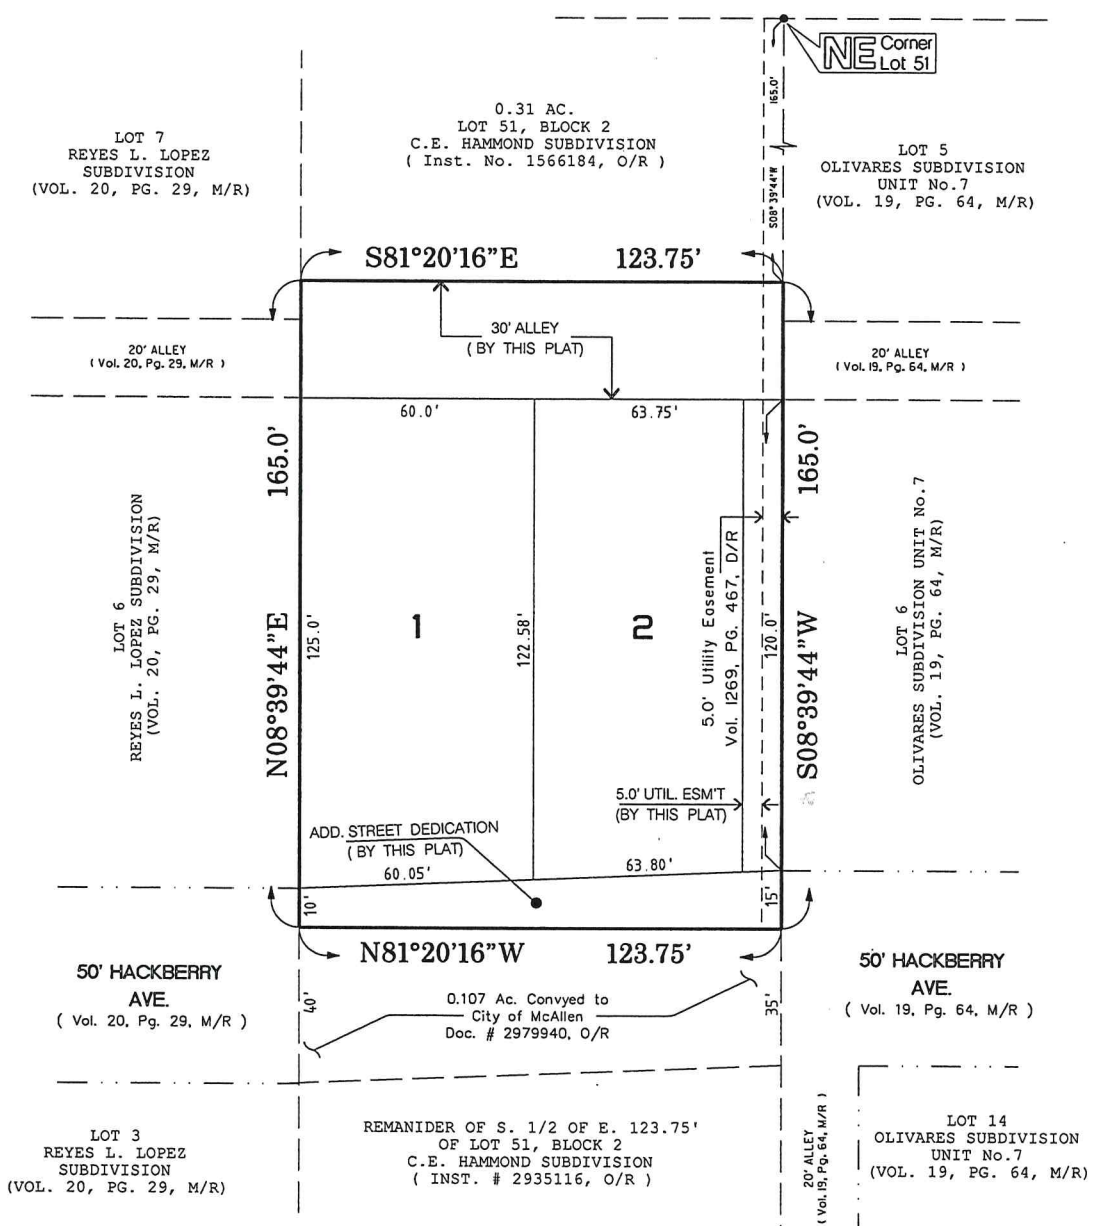 NE Corner
Lot 51
165.0'
S08°39'44"W
0.31 AC.
LOT 51, BLOCK 2
C.E. HAMMOND SUBDIVISION
( Inst. No. 1566184, O/R )
LOT 7
REYES L. LOPEZ
SUBDIVISION
(VOL. 20, PG. 29, M/R)
LOT 5
OLIVARES SUBDIVISION
UNIT No.7
(VOL. 19, PG. 64, M/R)
S81°20'16"E 123.75'
30' ALLEY
( BY THIS PLAT)
20' ALLEY
( Vol. 20, Pg. 29, M/R )
20' ALLEY
( Vol. 19, Pg. 64, M/R )
60.0'
63.75'
N08°39'44"E 165.0'
S08°39'44"W 165.0'
LOT 6
REYES L. LOPEZ SUBDIVISION
(VOL. 20, PG. 29, M/R)
125.0'
1
122.58'
2
5.0' Utility Easement
Vol. 1269, PG. 467, D/R
120.0'
LOT 6
OLIVARES SUBDIVISION UNIT No.7
(VOL. 19, PG. 64, M/R)
5.0' UTIL. ESM'T
(BY THIS PLAT)
ADD. STREET DEDICATION
( BY THIS PLAT)
60.05'
63.80'
10'
15'
N81°20'16"W 123.75'
50' HACKBERRY
AVE.
( Vol. 20, Pg. 29, M/R )
40'
0.107 Ac. Convyed to
City of McAllen
Doc. # 2979940, O/R
35'
50' HACKBERRY
AVE.
( Vol. 19, Pg. 64, M/R )
LOT 3
REYES L. LOPEZ
SUBDIVISION
(VOL. 20, PG. 29, M/R)
REMANIDER OF S. 1/2 OF E. 123.75'
OF LOT 51, BLOCK 2
C.E. HAMMOND SUBDIVISION
( INST. # 2935116, O/R )
20' ALLEY
( Vol. 19, Pg. 64, M/R )
LOT 14
OLIVARES SUBDIVISION
UNIT No.7
(VOL. 19, PG. 64, M/R)